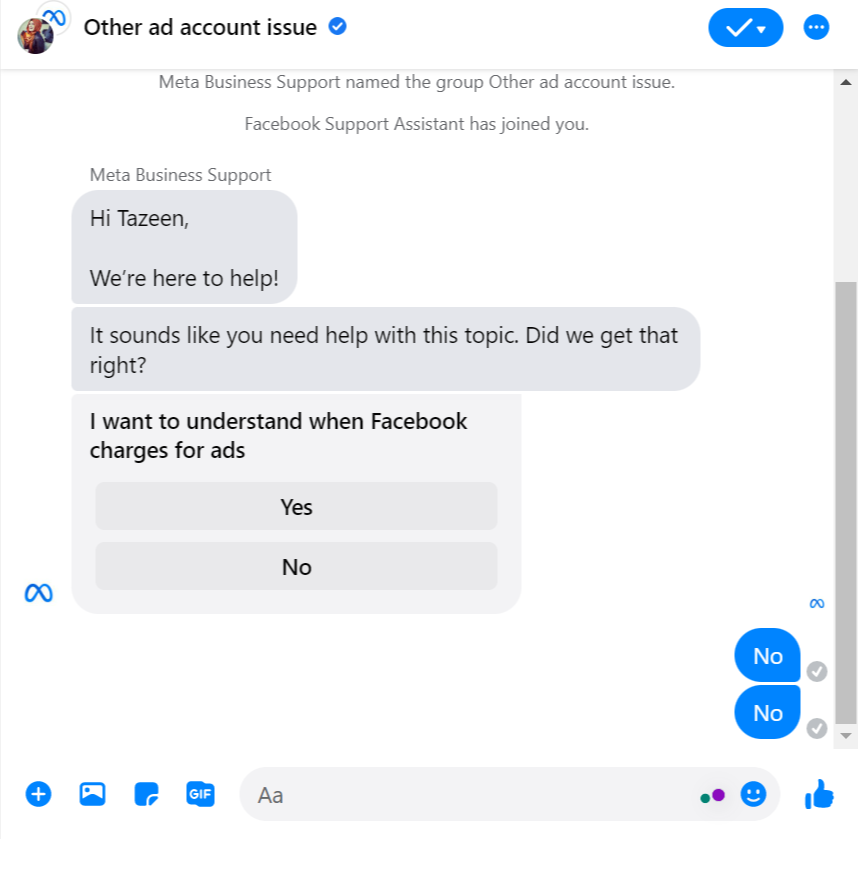 Other ad account issue
Meta Business Support named the group Other ad account issue.
Facebook Support Assistant has joined you.
Meta Business Support
Hi Tazeen,
We're here to help!
It sounds like you need help with this topic. Did we get that
right?
I want to understand when Facebook
charges for ads
Yes
No
No
No
GIF
Aa